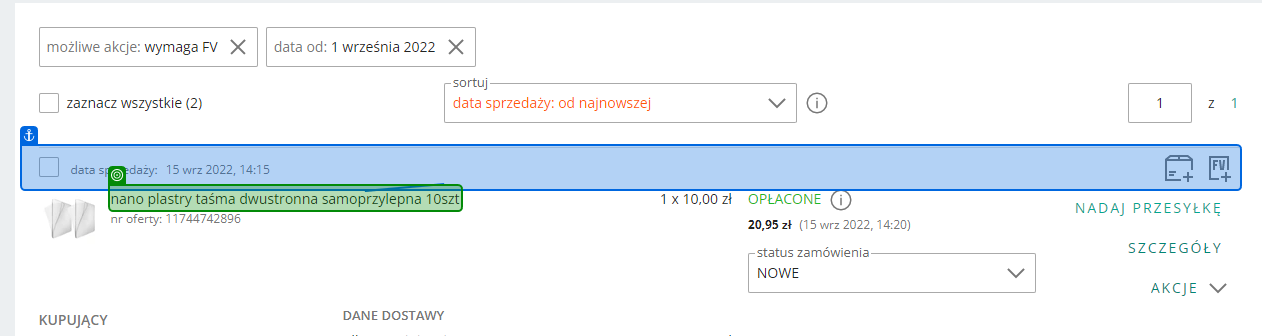 możliwe akcje: wymaga FV
data od: 1 września 2022
zaznacz wszystkie (2)
sortuj
data sprzedaży: od najnowszej
1 z 1
data sprzedaży: 15 wrz 2022, 14:15
FV
nano plastry taśma dwustronna samoprzylepna 10szt
nr oferty: 11744742896
1 x 10,00 zł
OPŁACONE
20,95 zł (15 wrz 2022, 14:20)
status zamówienia
NOWE
NADAJ PRZESYŁKĘ
SZCZEGÓŁY
AKCJE
KUPUJĄCY
DANE DOSTAWY